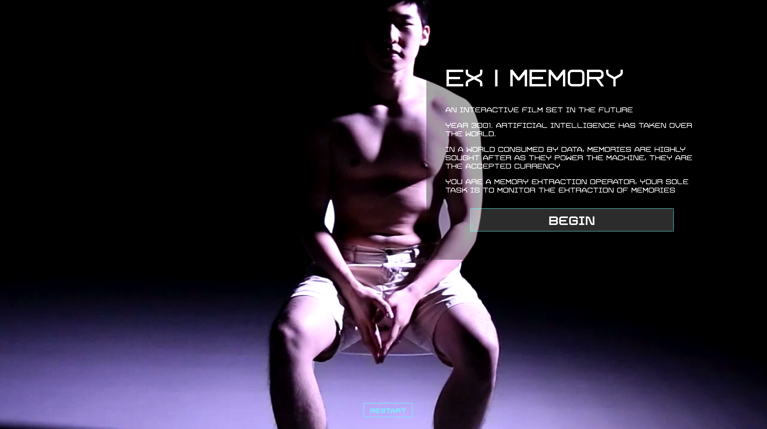 EX | MEMORY
AN INTERACTIVE FILM SET IN THE FUTURE
YEAR 3001. ARTIFICIAL INTELLIGENCE HAS TAKEN OVER
THE WORLD.
IN A WORLD CONSUMED BY DATA, MEMORIES ARE HIGHLY
SOUGHT AFTER AS THEY POWER THE MACHINE, THEY ARE
THE ACCEPTED CURRENCY
YOU ARE A MEMORY EXTRACTION OPERATOR, YOUR SOLE
TASK IS TO MONITOR THE EXTRACTION OF MEMORIES
BEGIN
RESTART